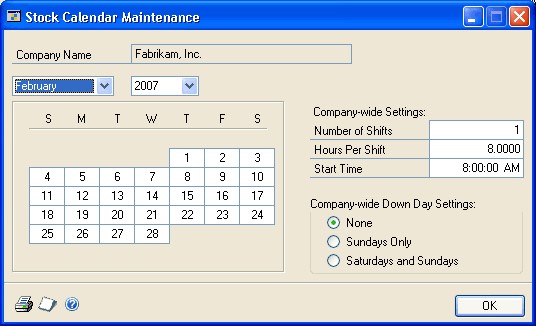 Stock Calendar Maintenance
Company Name Fabrikam, Inc.
February 2007
S M T W T F S
1 2 3
4 5 6 7 8 9 10
11 12 13 14 15 16 17
18 19 20 21 22 23 24
25 26 27 28
Company-wide Settings:
Number of Shifts 1
Hours Per Shift 8.0000
Start Time 8:00:00 AM
Company-wide Down Day Settings:
None
Sundays Only
Saturdays and Sundays
OK